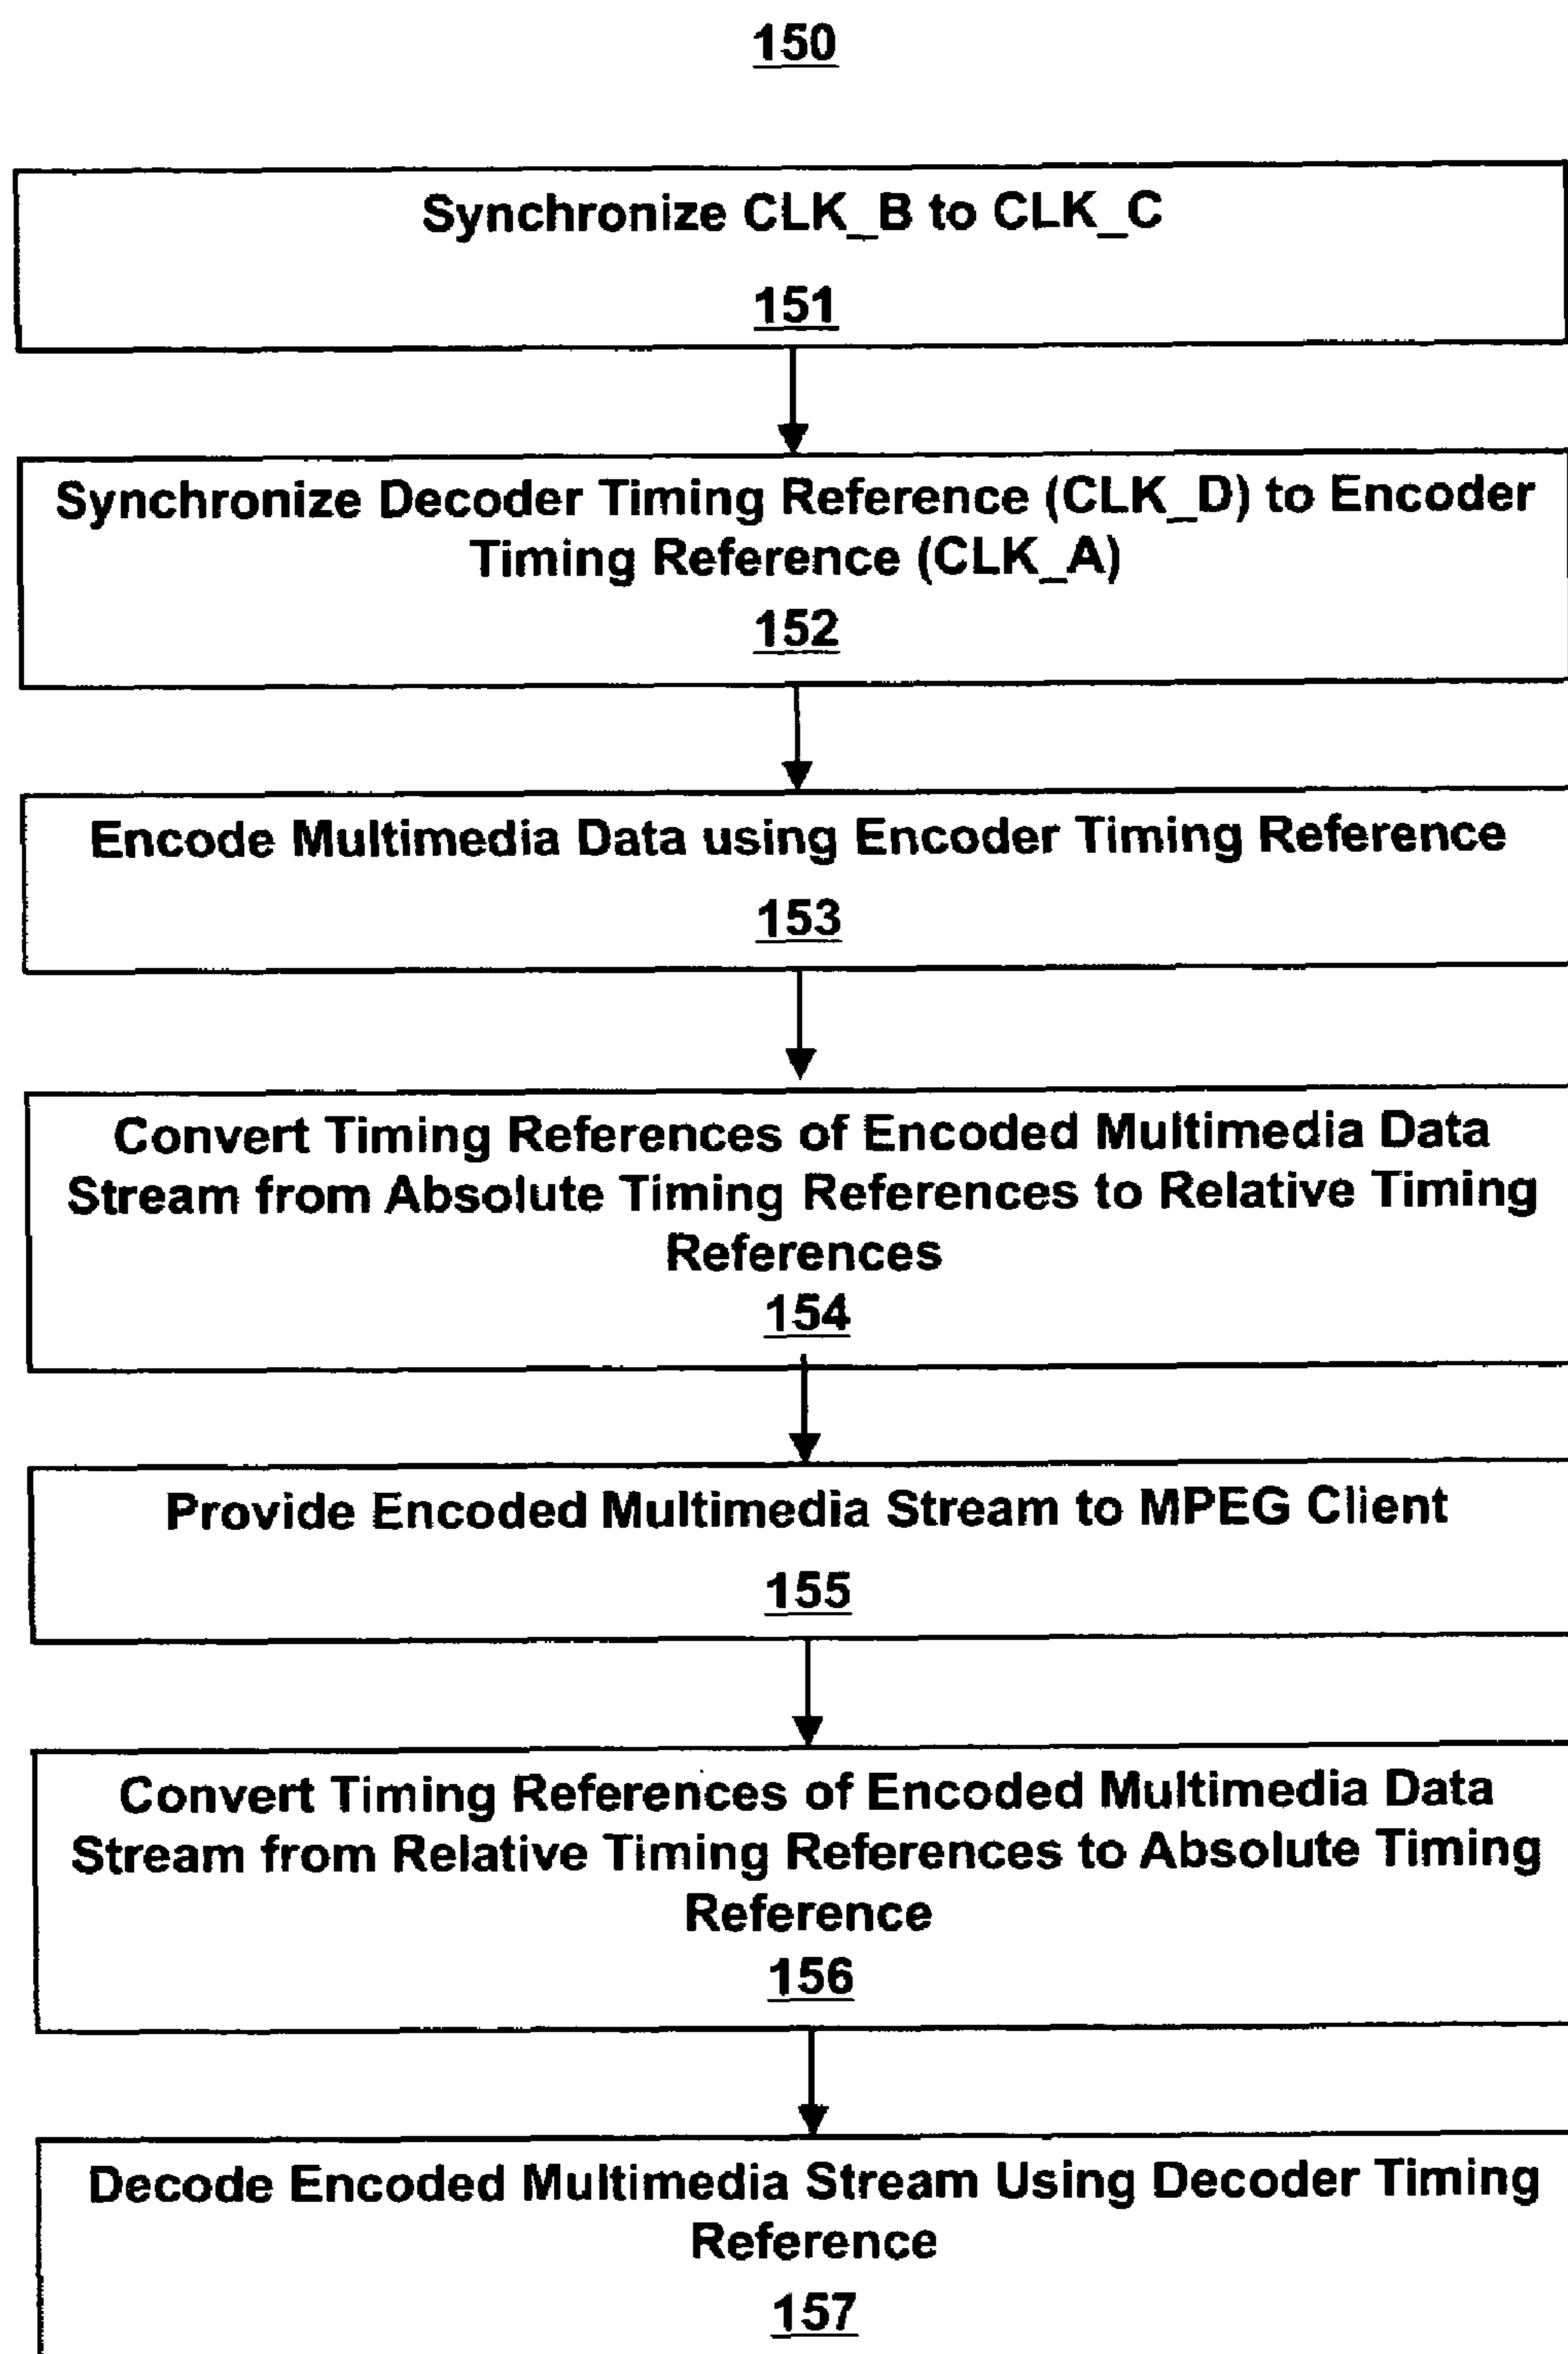 150
Synchronize CLK_B to CLK_C
151
Synchronize Decoder Timing Reference (CLK_D) to Encoder
Timing Reference (CLK_A)
152
Encode Multimedia Data using Encoder Timing Reference
153
Convert Timing References of Encoded Multimedia Data
Stream from Absolute Timing References to Relative Timing
References
154
Provide Encoded Multimedia Stream to MPEG Client
155
Convert Timing References of Encoded Multimedia Data
Stream from Relative Timing References to Absolute Timing
Reference
156
Decode Encoded Multimedia Stream Using Decoder Timing
Reference
157